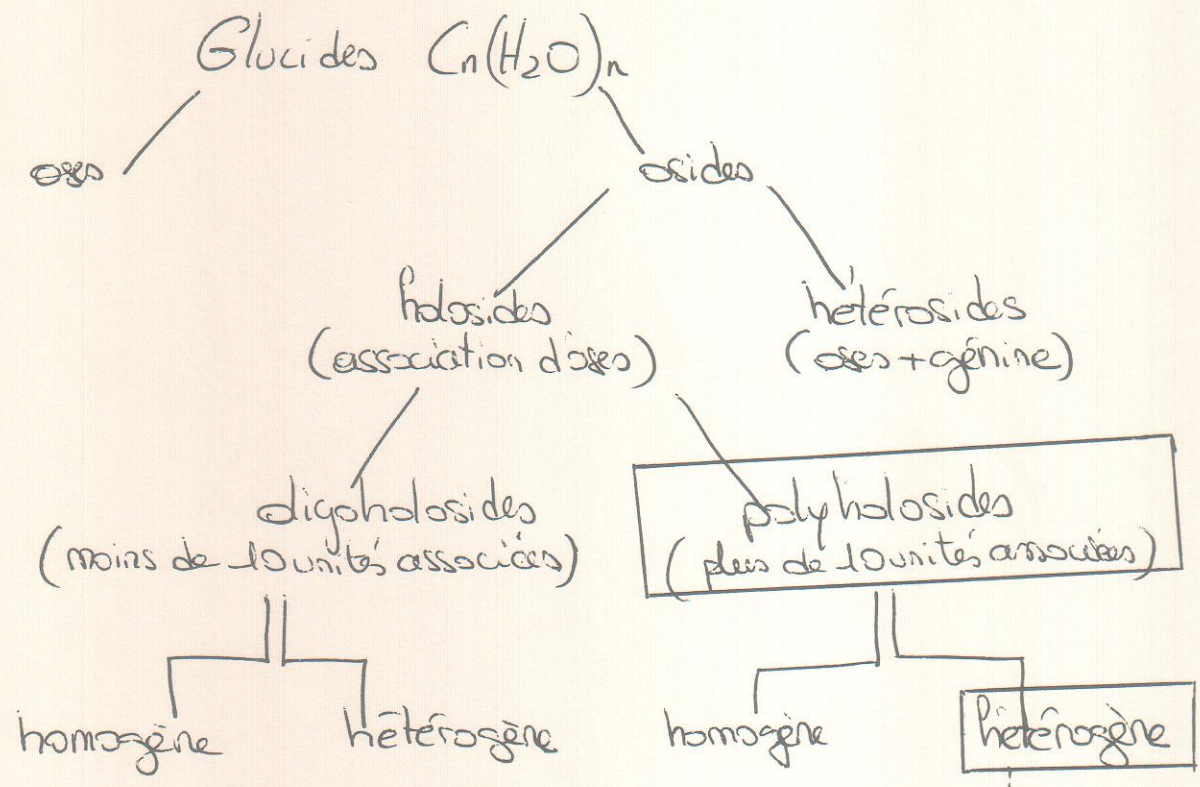 Glucides Cn(H₂O)n
oses
osides
holosides
hétérosides
(association d'oses)
(oses + génine)
oligoholosides
polyholosides
(moins de 10 unités associées)
(plus de 10 unités associées)
homogène
hétérogène
homogène
hétérogène